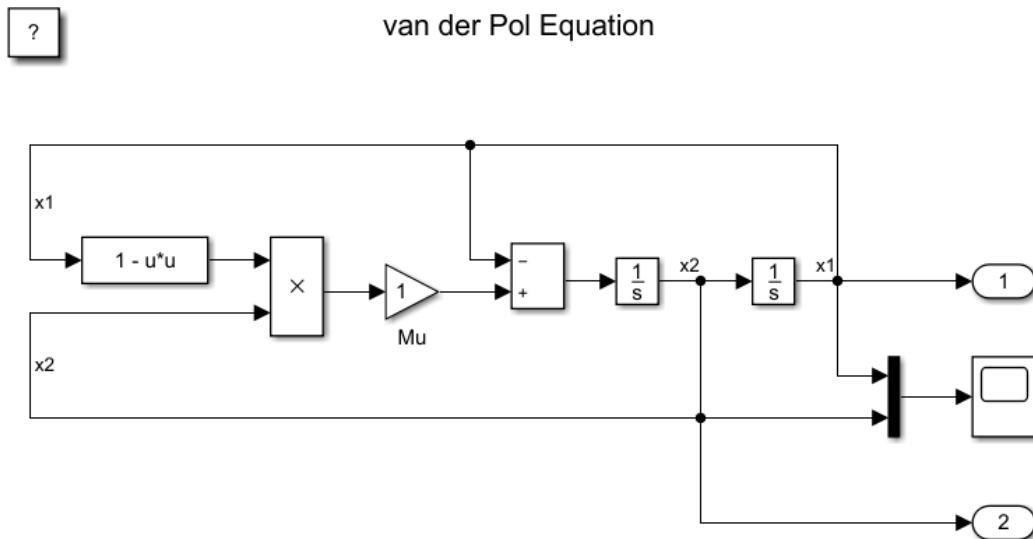 ?
van der Pol Equation
x1
1 - u*u
×
1
Mu
−
+
1
s
x2
1
s
x1
1
x2
2